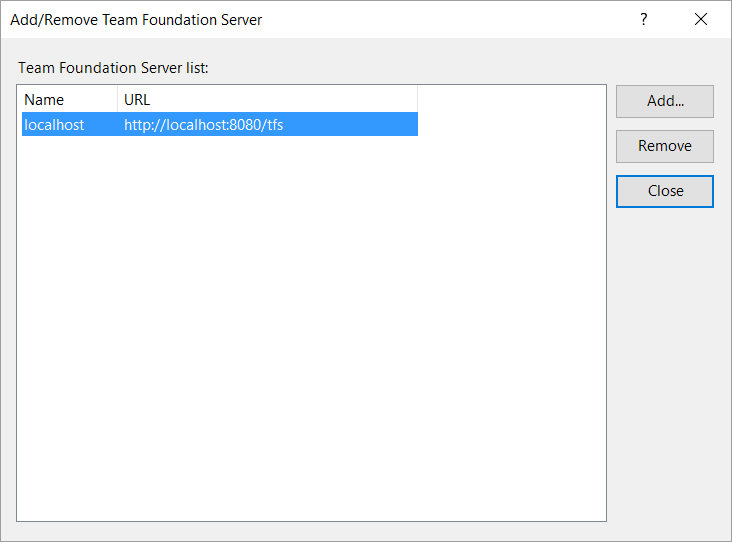 Add/Remove Team Foundation Server ?
Team Foundation Server list:
Name URL
localhost http://localhost:8080/tfs
Add...
Remove
Close